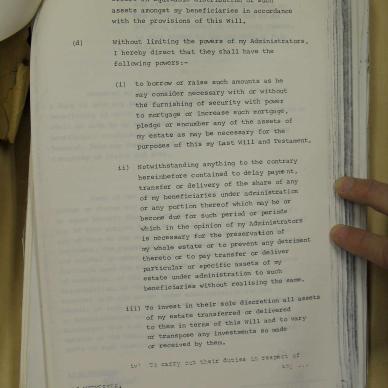 assets amongst my beneficiaries in accordance
with the provisions of this Will.
(d) Without limiting the powers of my Administrators,
I hereby direct that they shall have the
following powers:-
(i) to borrow or raise such amounts as he
may consider necessary with or without
the furnishing of security with power
to mortgage or increase such mortgage,
pledge or encumber any of the assets of
my estate as may be necessary for the
purposes of this my Last Will and Testament.
ii) Notwithstanding anything to the contrary
hereinbefore contained to delay payment,
transfer or delivery of the share of any
of my beneficiaries under administration
or any portion thereof which may be or
become due for such period or periods
which in the opinion of my Administrators
is necessary for the preservation of
my whole estate or to prevent any detriment
thereto or to pay transfer or deliver
particular or specific assets of my
estate under administration to such
beneficiaries without realising the same.
iii) To invest in their sole discretion all assets
of my estate transferred or delivered
to them in terms of this Will and to vary
or transpose any investments so made
or received by them.
iv) To carry out their duties in respect of
any